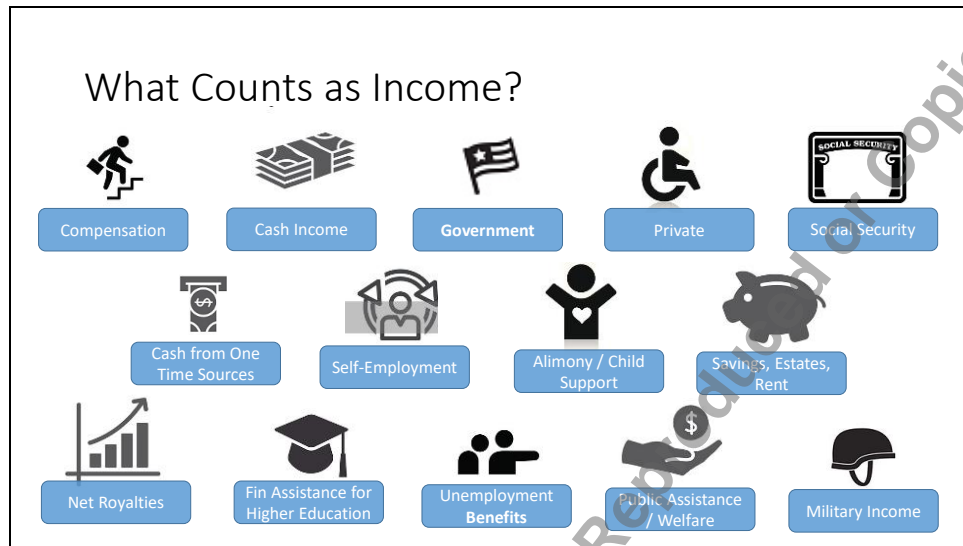 What Counts as Income?
SOCIAL SECURITY
Compensation
Cash Income
Government
Private
Social Security
$
Cash from One
Time Sources
Self-Employment
Alimony / Child
Support
Savings, Estates,
Rent
$
Net Royalties
Fin Assistance for
Higher Education
Unemployment
Benefits
Public Assistance
/ Welfare
Military Income
Reproduced or Copi